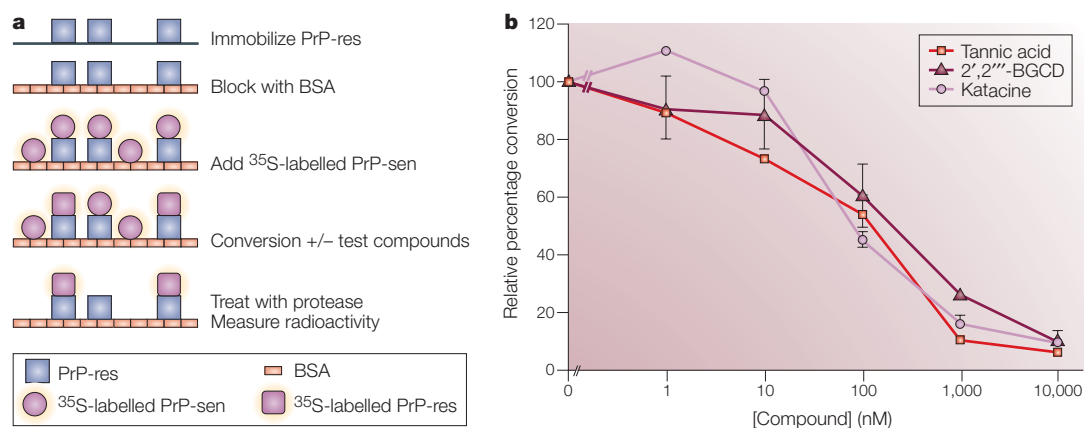 a
Immobilize PrP-res
Block with BSA
Add ³⁵S-labelled PrP-sen
Conversion +/– test compounds
Treat with protease
Measure radioactivity
PrP-res
BSA
³⁵S-labelled PrP-sen
³⁵S-labelled PrP-res
b
Relative percentage conversion
120
100
80
60
40
20
0
Tannic acid
2′,2‴-BGCD
Katacine
0
1
10
100
1,000
10,000
[Compound] (nM)